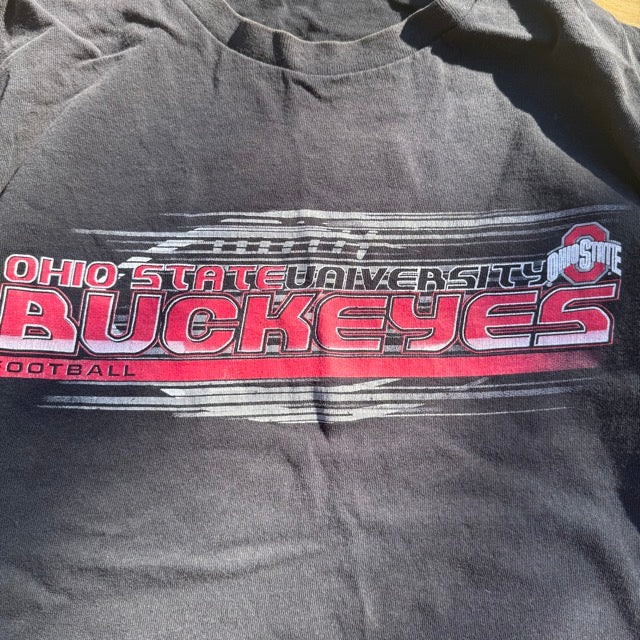 OHIO STATE UNIVERSITY
OHIO STATE
BUCKEYES
FOOTBALL